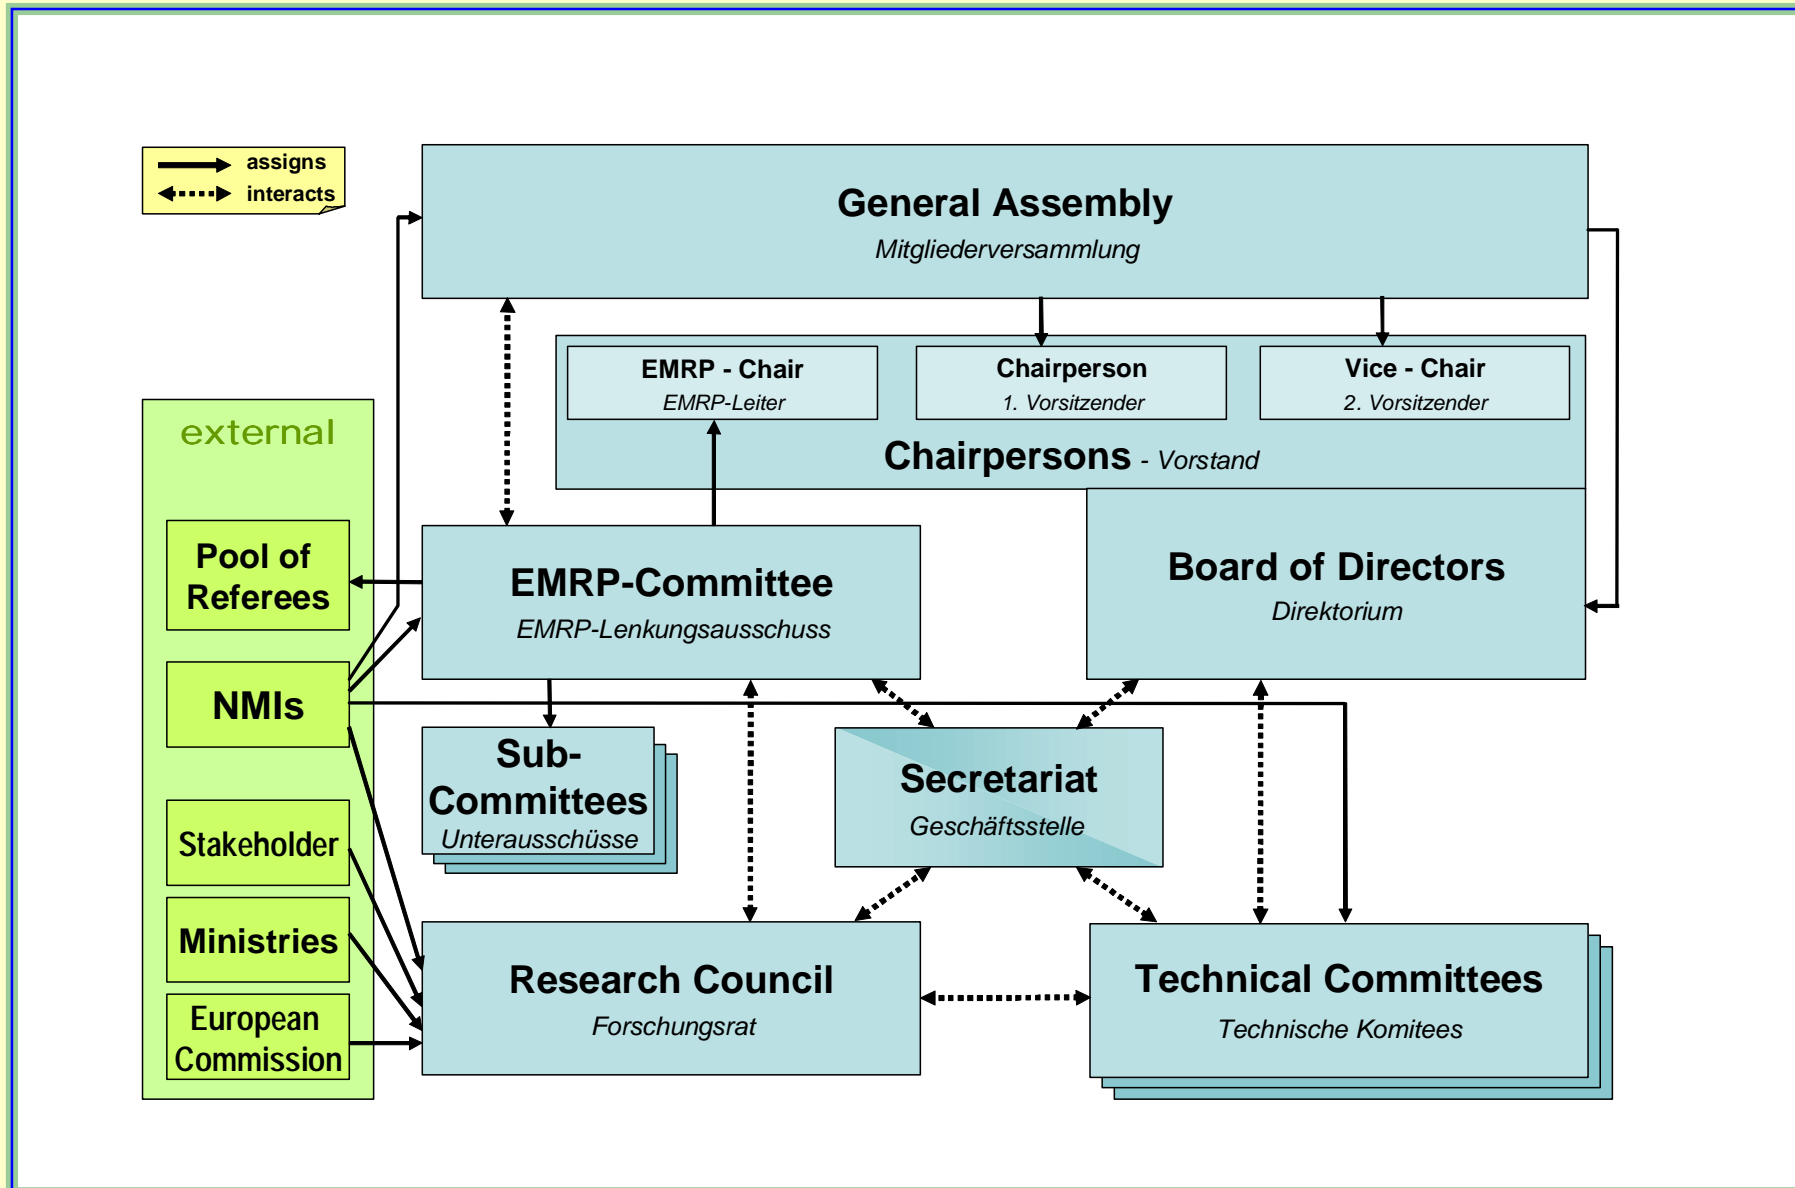 assigns
interacts
General Assembly
Mitgliederversammlung
EMRP - Chair
EMRP-Leiter
Chairperson
1. Vorsitzender
Vice - Chair
2. Vorsitzender
Chairpersons - Vorstand
external
Pool of
Referees
NMIs
Stakeholder
Ministries
European
Commission
EMRP-Committee
EMRP-Lenkungsausschuss
Board of Directors
Direktorium
Sub-
Committees
Unterausschüsse
Secretariat
Geschäftsstelle
Research Council
Forschungsrat
Technical Committees
Technische Komitees